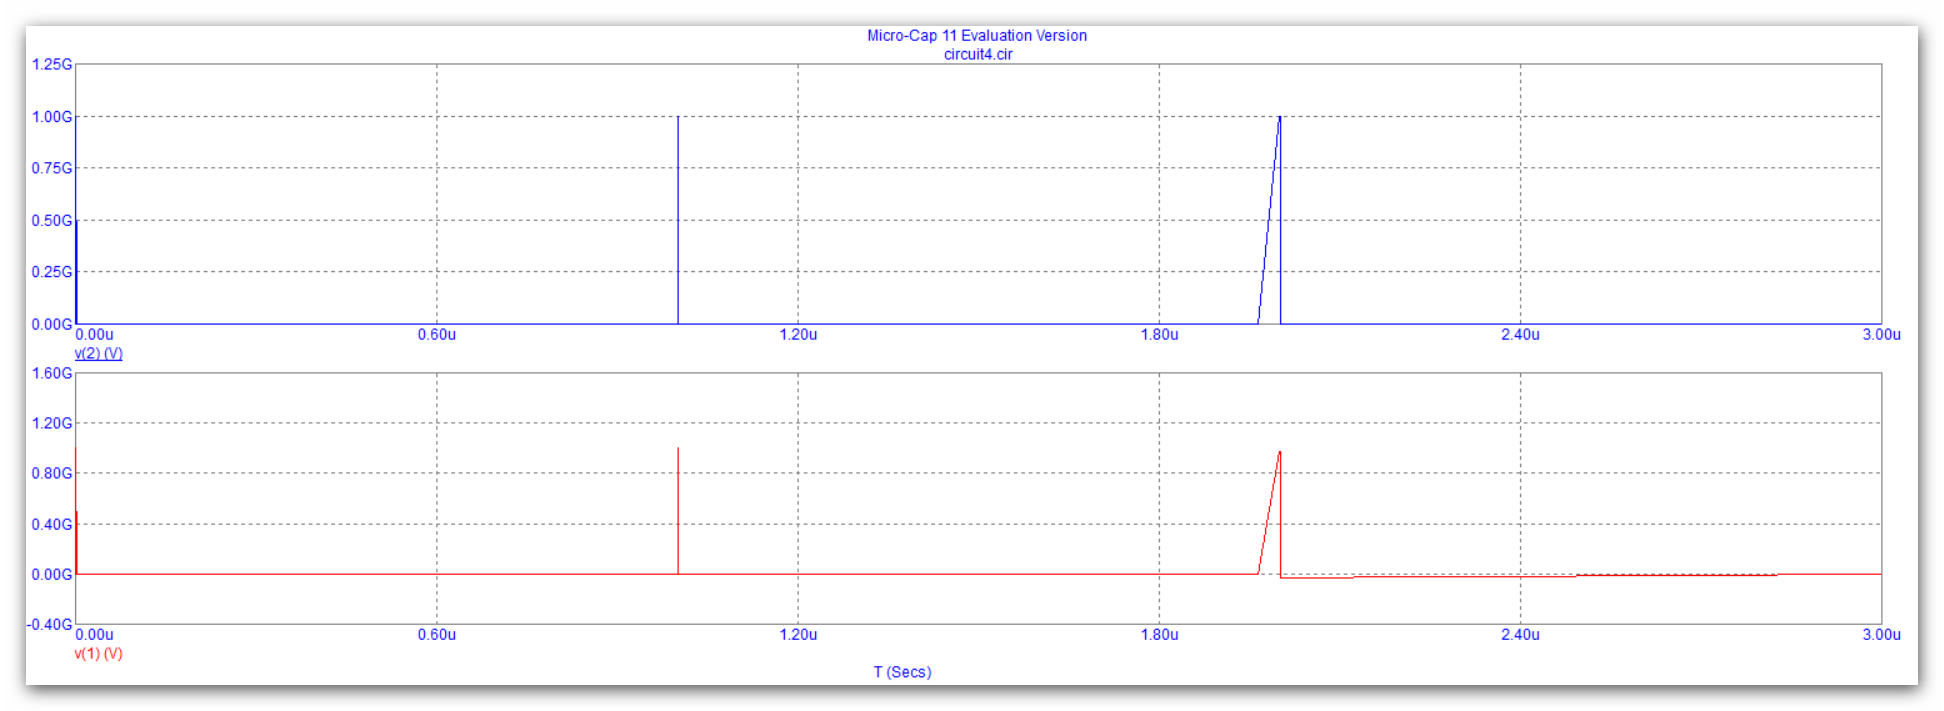 Micro-Cap 11 Evaluation Version
circuit4.cir
1.25G
1.00G
0.75G
0.50G
0.25G
0.00G
0.00u 0.60u 1.20u 1.80u 2.40u 3.00u
v(2) (V)
1.60G
1.20G
0.80G
0.40G
0.00G
-0.40G
0.00u 0.60u 1.20u 1.80u 2.40u 3.00u
v(1) (V)
T (Secs)